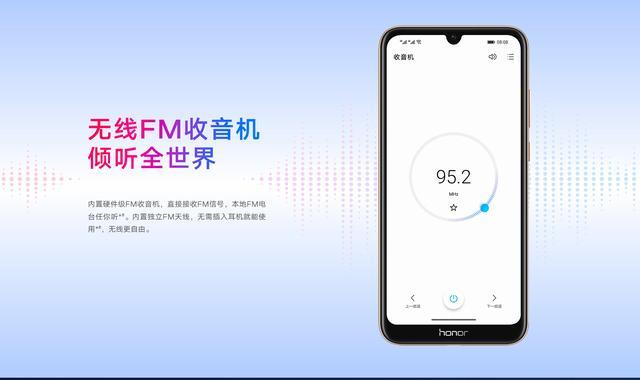 无线FM收音机
倾听全世界
内置硬件级FM收音机，直接接收FM信号，本地FM电
台任你听*⁸。内置独立FM天线，无需插入耳机就能使
用*⁸，无线更自由。
08:08
收音机
95.2
MHz
上一频道
下一频道
honor